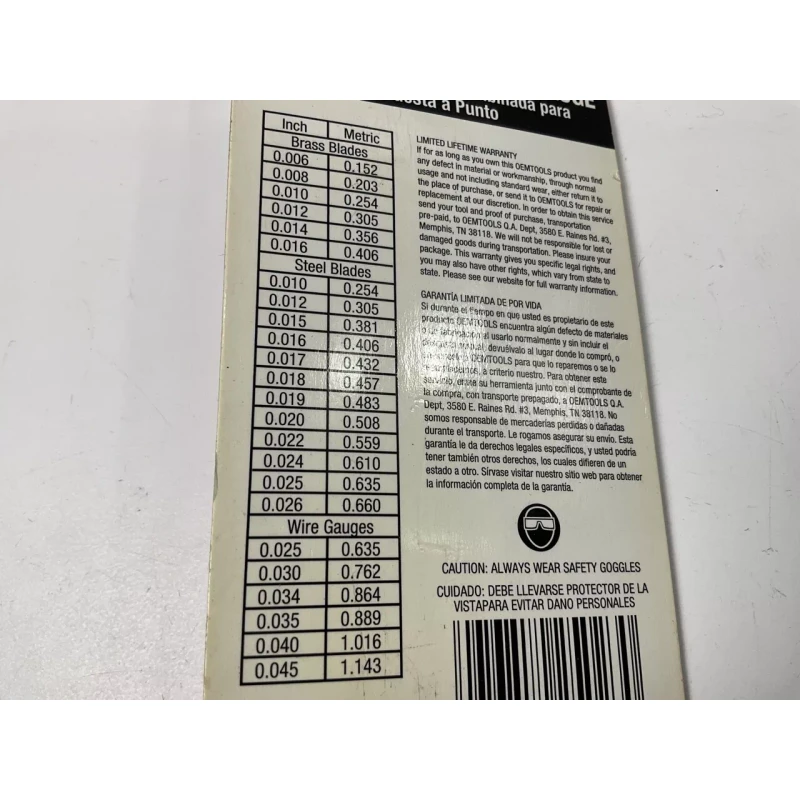 GE
binada para
uesta a Punto
Inch Metric
Brass Blades
0.006 0.152
0.008 0.203
0.010 0.254
0.012 0.305
0.014 0.356
0.016 0.406
Steel Blades
0.010 0.254
0.012 0.305
0.015 0.381
0.016 0.406
0.017 0.432
0.018 0.457
0.019 0.483
0.020 0.508
0.022 0.559
0.024 0.610
0.025 0.635
0.026 0.660
Wire Gauges
0.025 0.635
0.030 0.762
0.034 0.864
0.035 0.889
0.040 1.016
0.045 1.143
LIMITED LIFETIME WARRANTY
If for as long as you own this OEMTOOLS product you find
any defect in material or workmanship, through normal
usage and not including standard wear, either return it to
the place of purchase, or send it to OEMTOOLS for repair or
replacement at our discretion. In order to obtain this service
send your tool and proof of purchase, transportation
pre-paid, to OEMTOOLS Q.A. Dept, 3580 E. Raines Rd. #3,
Memphis, TN 38118. We will not be responsible for lost or
damaged goods during transportation. Please insure your
package. This warranty gives you specific legal rights, and
you may also have other rights, which vary from state to
state. Please see our website for full warranty information.
GARANTÍA LIMITADA DE POR VIDA
Si durante el tiempo en que usted es propietario de este
producto OEMTOOLS encuentra algún defecto de materiales
o de fabricación al usarlo normalmente y sin incluir el
desgaste normal, devuélvalo al lugar donde lo compró, o
OEMTOOLS para que lo reparemos o se lo
a criterio nuestro. Para obtener este
servicio, envíe su herramienta junto con el comprobante de
la compra, con transporte prepagado, a OEMTOOLS Q.A.
Dept, 3580 E. Raines Rd. #3, Memphis, TN 38118. No
somos responsable de mercaderías perdidas o dañadas
durante el transporte. Le rogamos asegurar su envío. Esta
garantía le da derechos legales específicos, y usted podría
tener también otros derechos, los cuales difieren de un
estado a otro. Sírvase visitar nuestro sitio web para obtener
la información completa de la garantía.
CAUTION: ALWAYS WEAR SAFETY GOGGLES
CUIDADO: DEBE LLEVARSE PROTECTOR DE LA
VISTAPARA EVITAR DANO PERSONALES